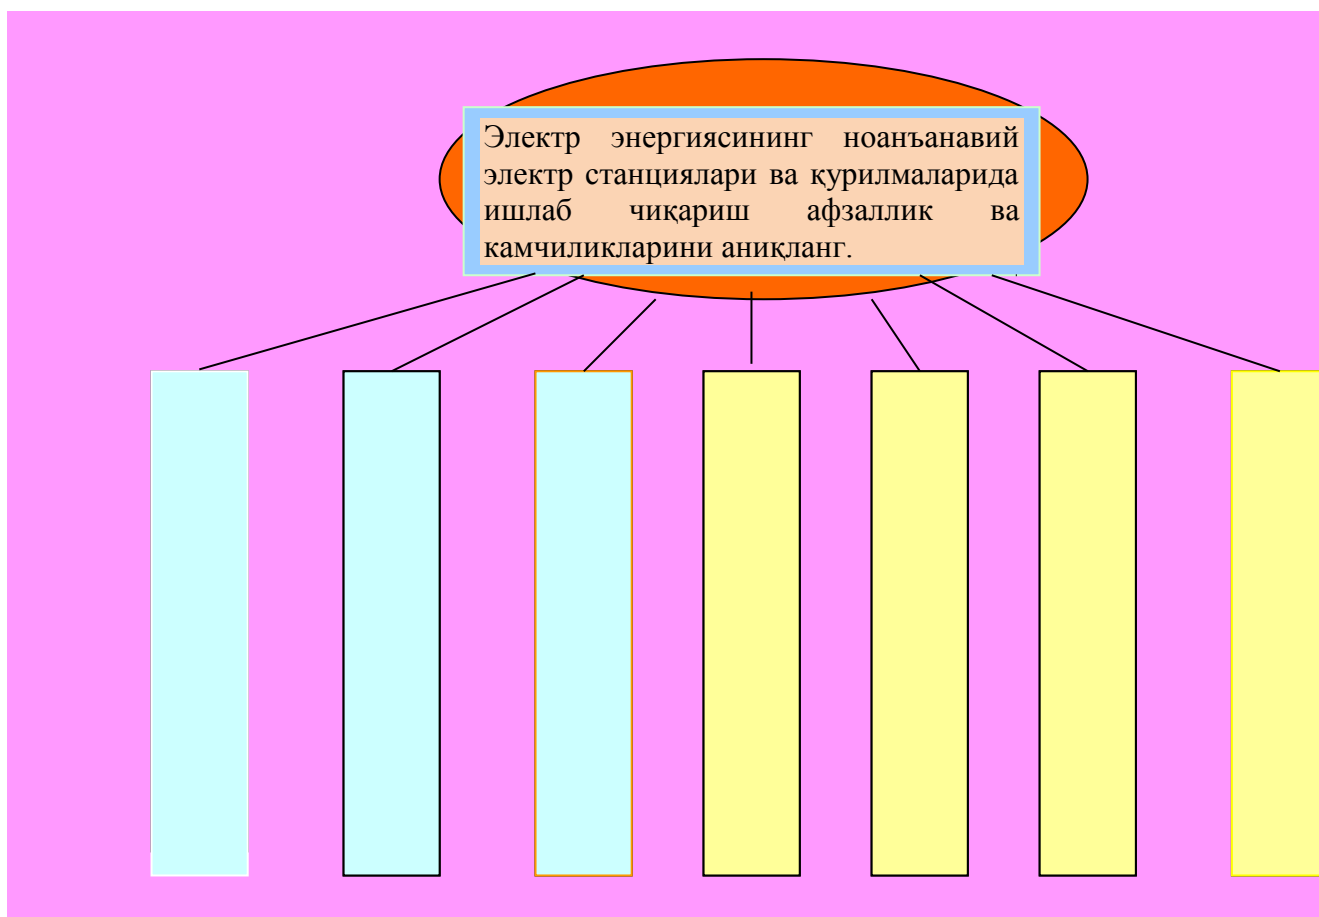 Электр энергиясининг ноанъанавий
электр станциялари ва қурилмаларида
ишлаб чиқариш афзаллик ва
камчиликларини аниқланг.